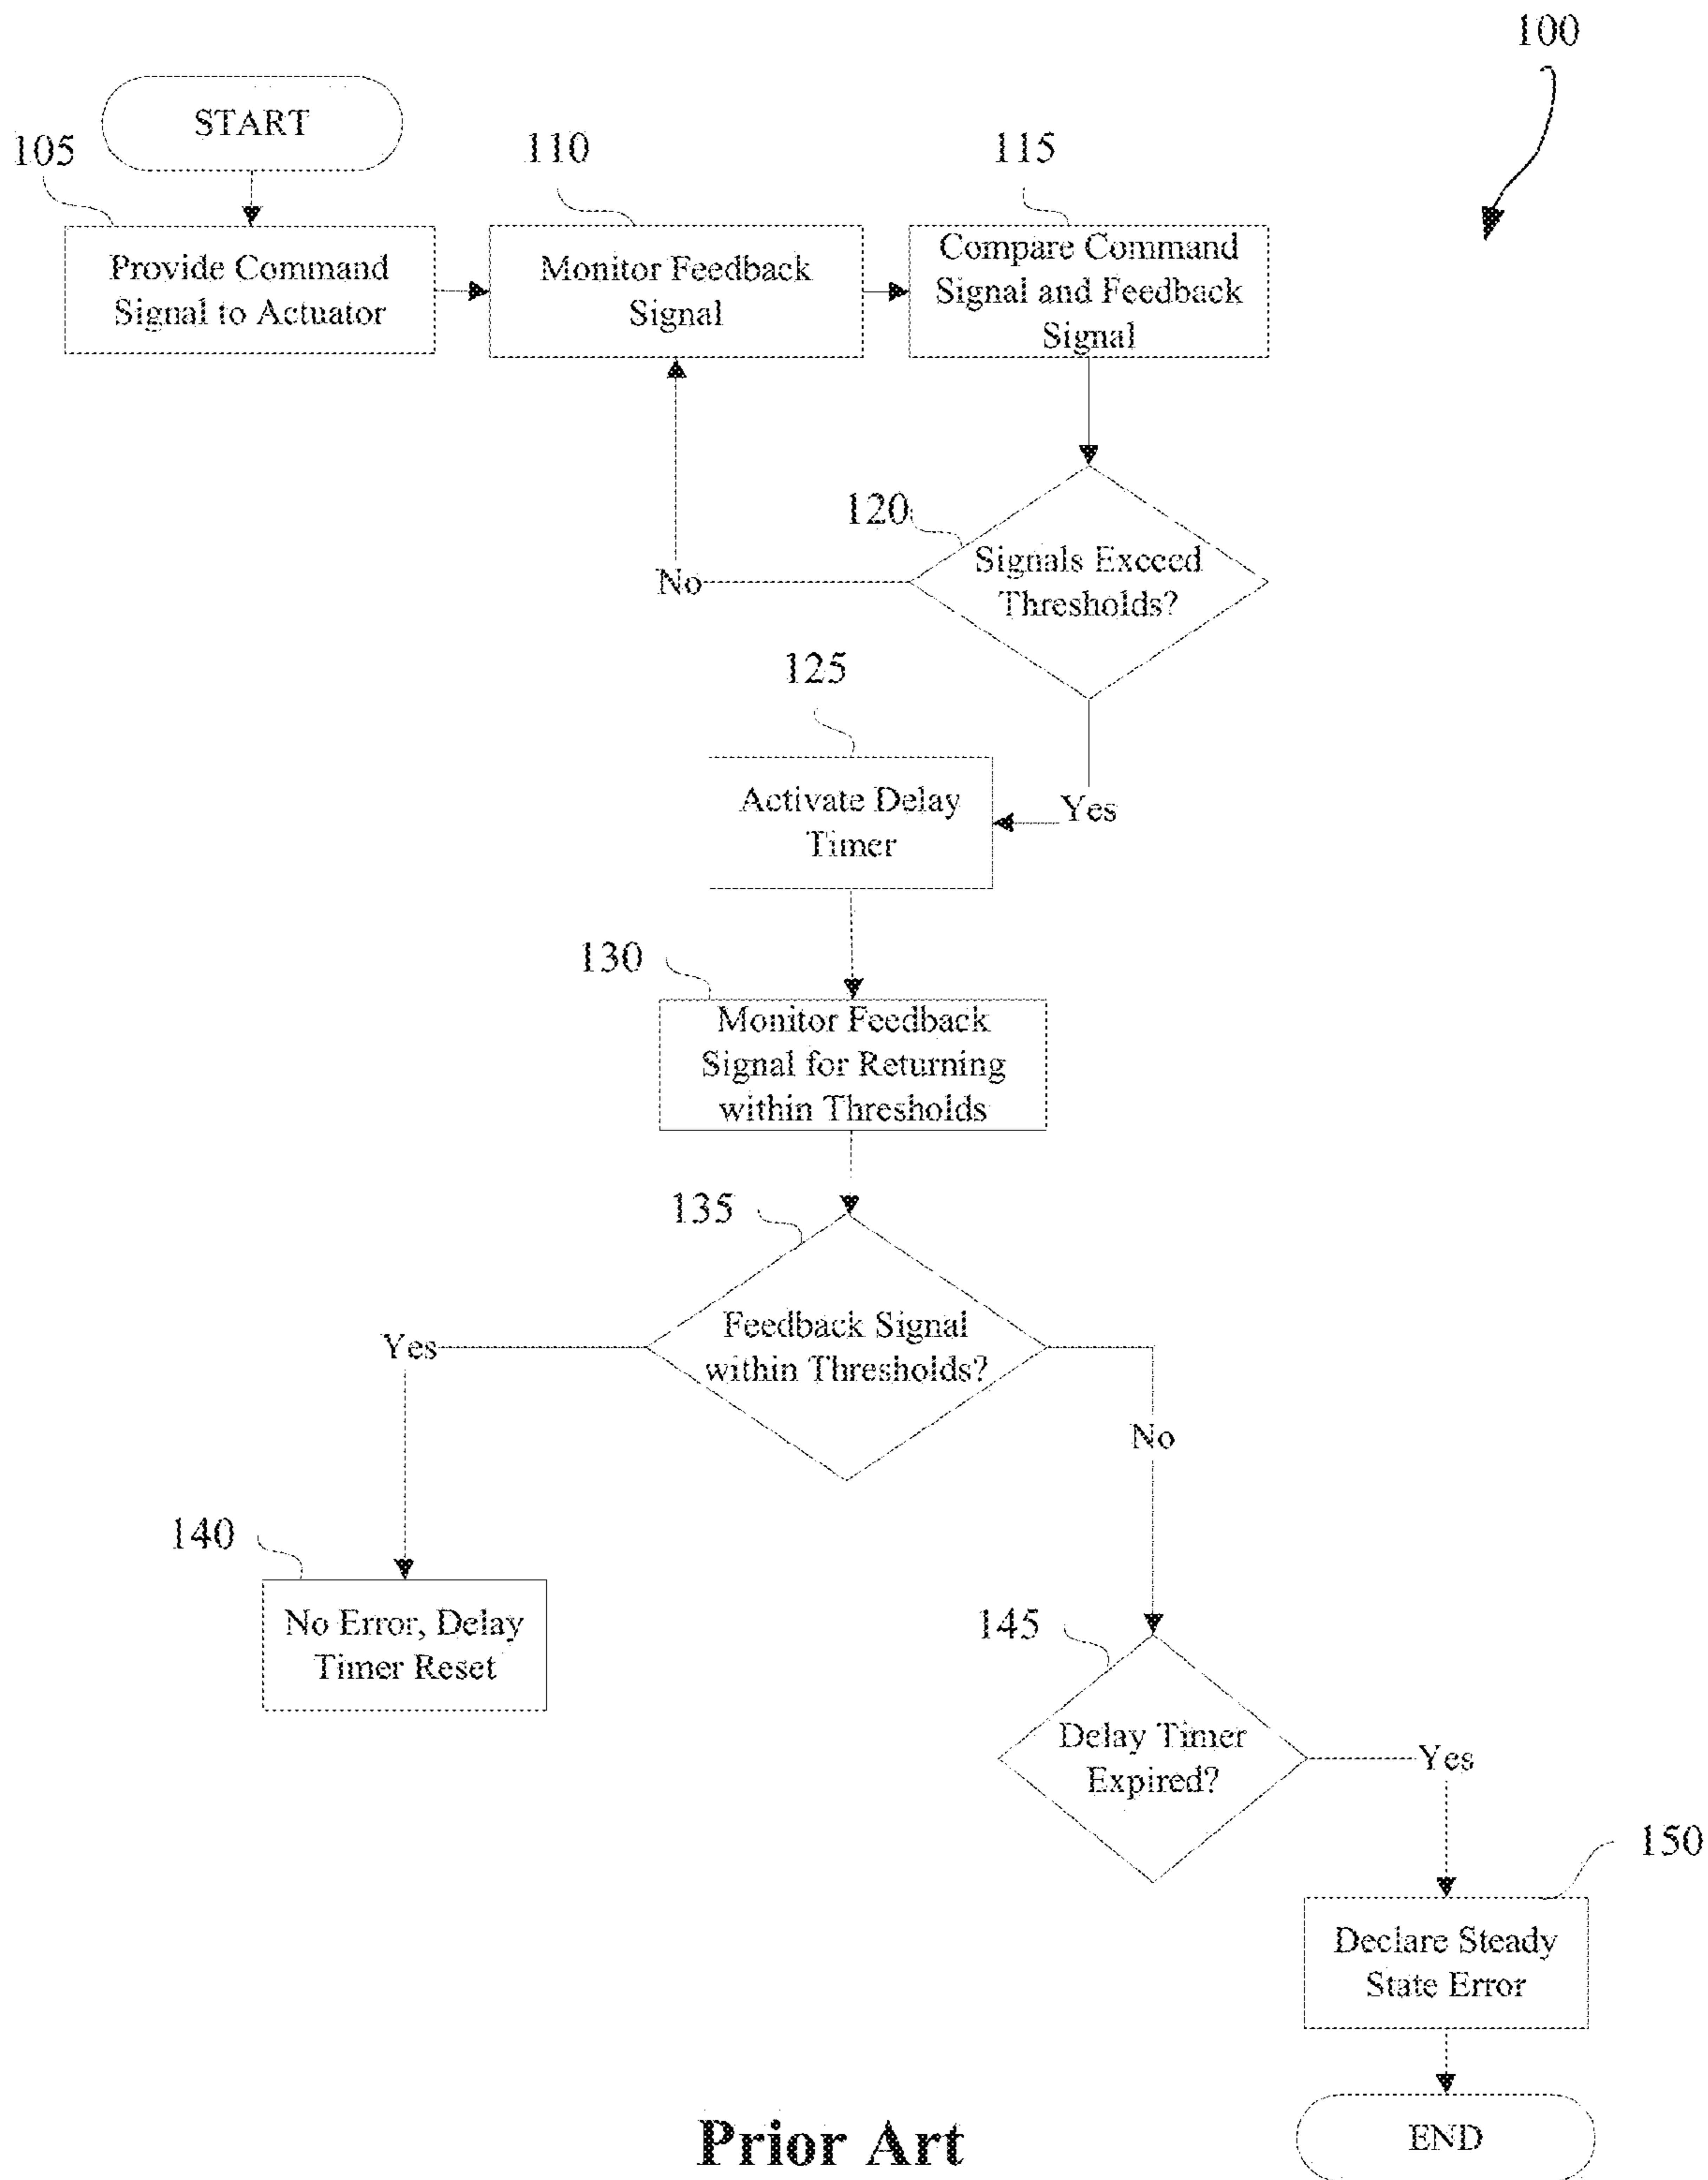 100
START
105
110
115
Provide Command
Signal to Actuator
Monitor Feedback
Signal
Compare Command
Signal and Feedback
Signal
120
Signals Exceed
Thresholds?
No
125
Yes
Activate Delay
Timer
130
Monitor Feedback
Signal for Returning
within Thresholds
135
Feedback Signal
within Thresholds?
Yes
No
140
No Error, Delay
Timer Reset
145
Delay Timer
Expired?
Yes
150
Declare Steady
State Error
END
Prior Art